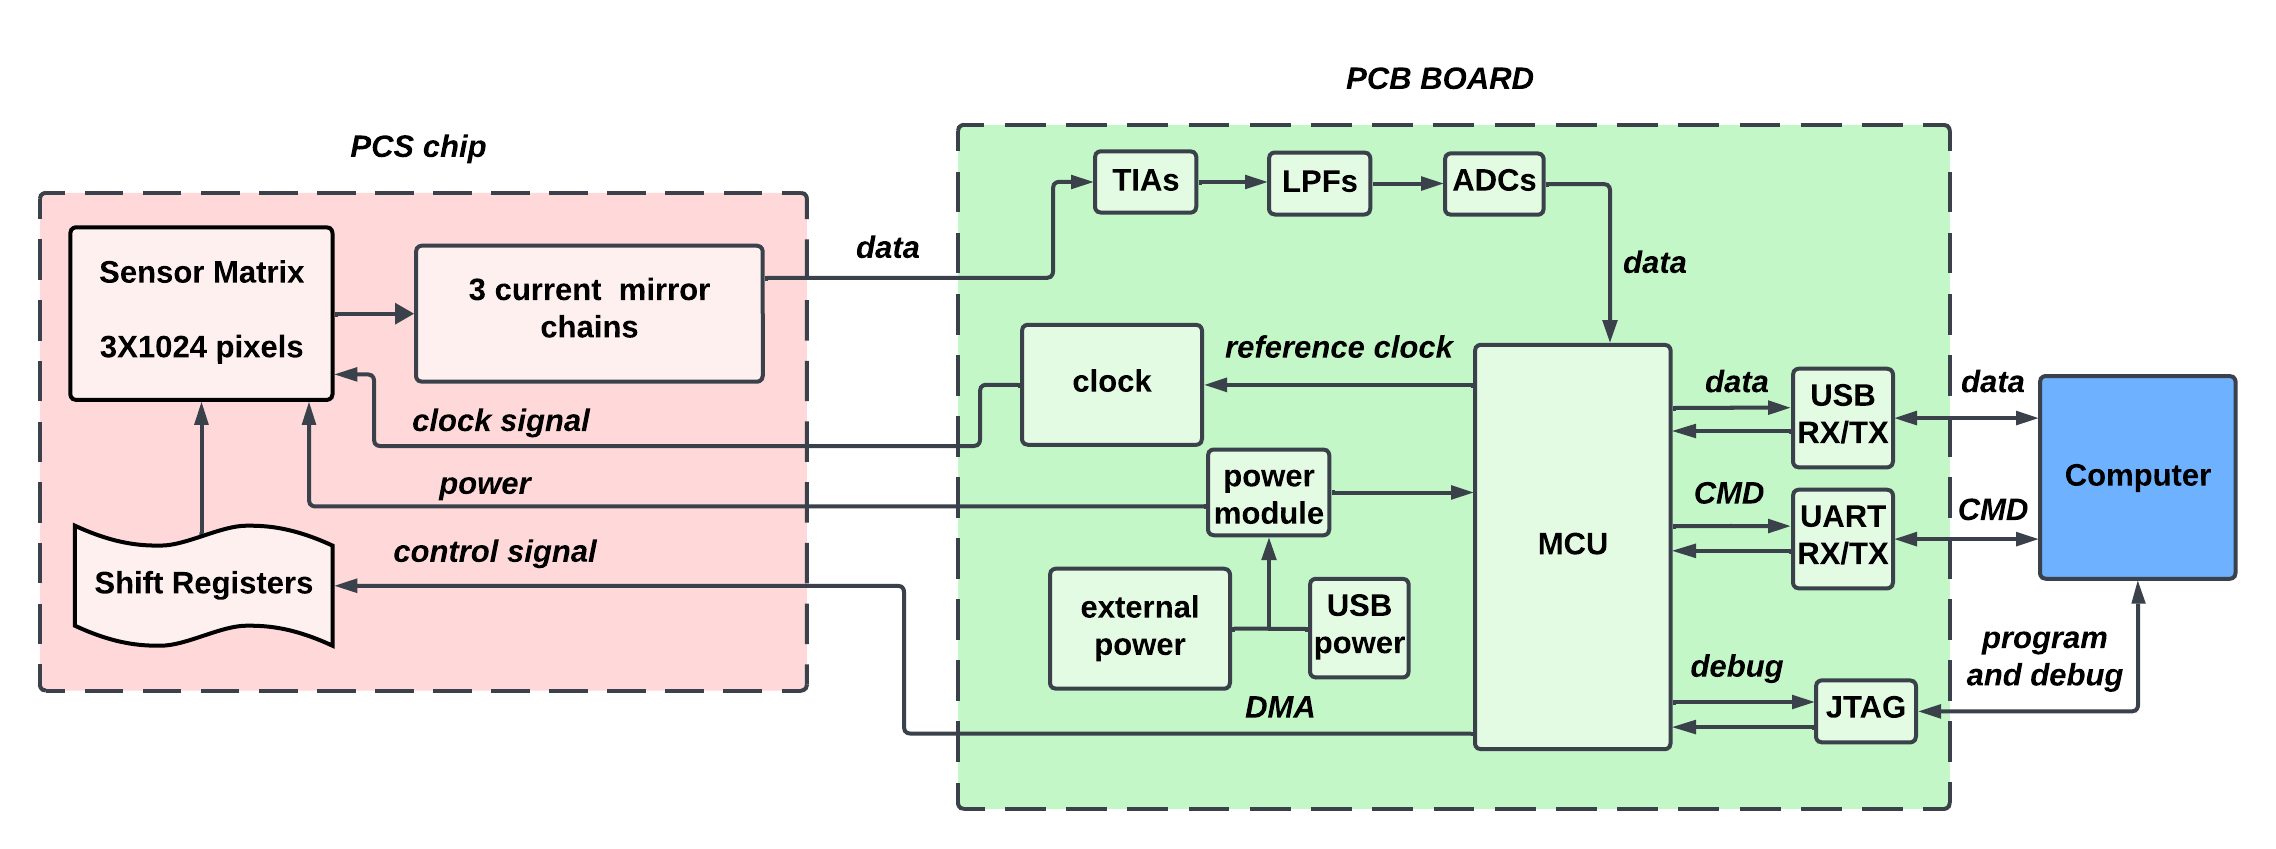 PCB BOARD
PCS chip
Sensor Matrix
3X1024 pixels
3 current mirror
chains
data
TIAs
LPFs
ADCs
data
clock
reference clock
clock signal
power
power
module
control signal
Shift Registers
external
power
USB
power
DMA
MCU
data
USB
RX/TX
data
CMD
UART
RX/TX
CMD
Computer
debug
JTAG
program
and debug